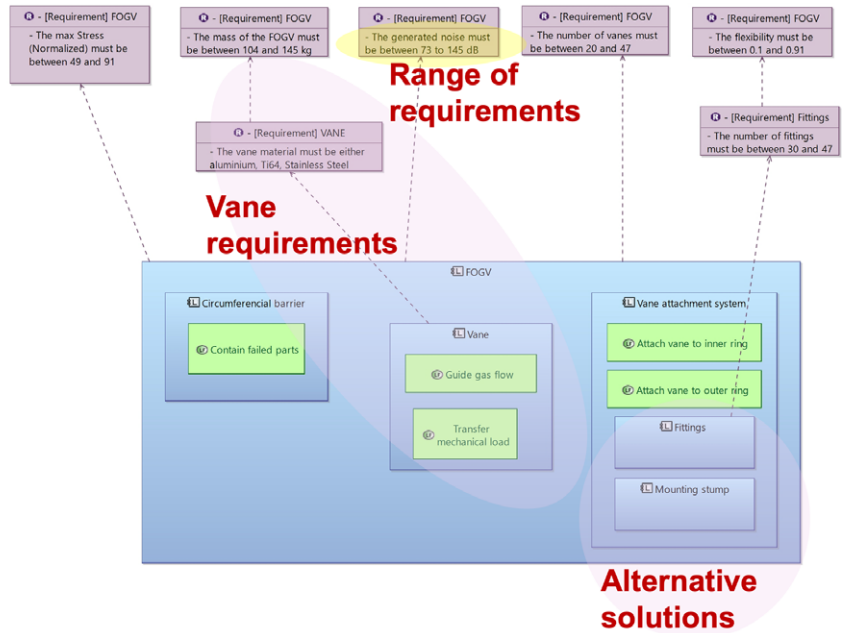 - [Requirement] FOGV
- The max Stress
(Normalized) must be
between 49 and 91
- [Requirement] FOGV
- The mass of the FOGV must
be between 104 and 145 kg
- [Requirement] FOGV
- The generated noise must
be between 73 to 145 dB
- [Requirement] FOGV
- The number of vanes must
be between 20 and 47
- [Requirement] FOGV
- The flexibility must be
between 0.1 and 0.91
Range of
requirements
- [Requirement] VANE
- The vane material must be either
aluminium, Ti64, Stainless Steel
- [Requirement] Fittings
- The number of fittings
must be between 30 and 47
Vane
requirements
FOGV
Circumferencial barrier
Contain failed parts
Vane
Guide gas flow
Transfer
mechanical load
Vane attachment system
Attach vane to inner ring
Attach vane to outer ring
Fittings
Mounting stump
Alternative
solutions